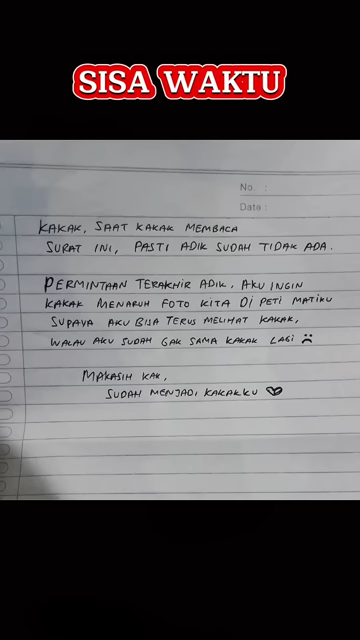 SISA WAKTU
No. :
Date :
KAKAK, SAAT KAKAK MEMBACA
SURAT INI, PASTI ADIK SUDAH TIDAK ADA.
PERMINTAAN TERAKHIR ADIK, AKU INGIN
KAKAK MENARUH FOTO KITA DI PETI MATIKU
SUPAYA AKU BISA TERUS MELIHAT KAKAK,
WALAU AKU SUDAH GAK SAMA KAKAK LAGI ☹
MAKASIH KAK,
SUDAH MENJADI KAKAKKU ♡